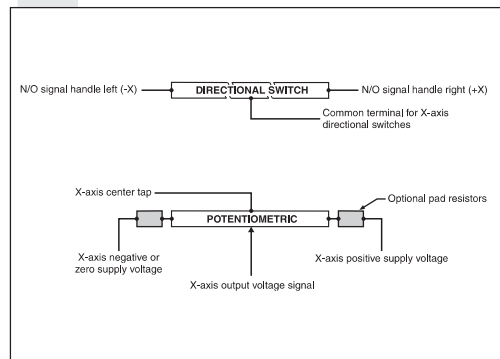 N/O signal handle left (-X)
DIRECTIONAL SWITCH
N/O signal handle right (+X)
Common terminal for X-axis
directional switches
X-axis center tap
Optional pad resistors
POTENTIOMETRIC
X-axis negative or
zero supply voltage
X-axis positive supply voltage
X-axis output voltage signal